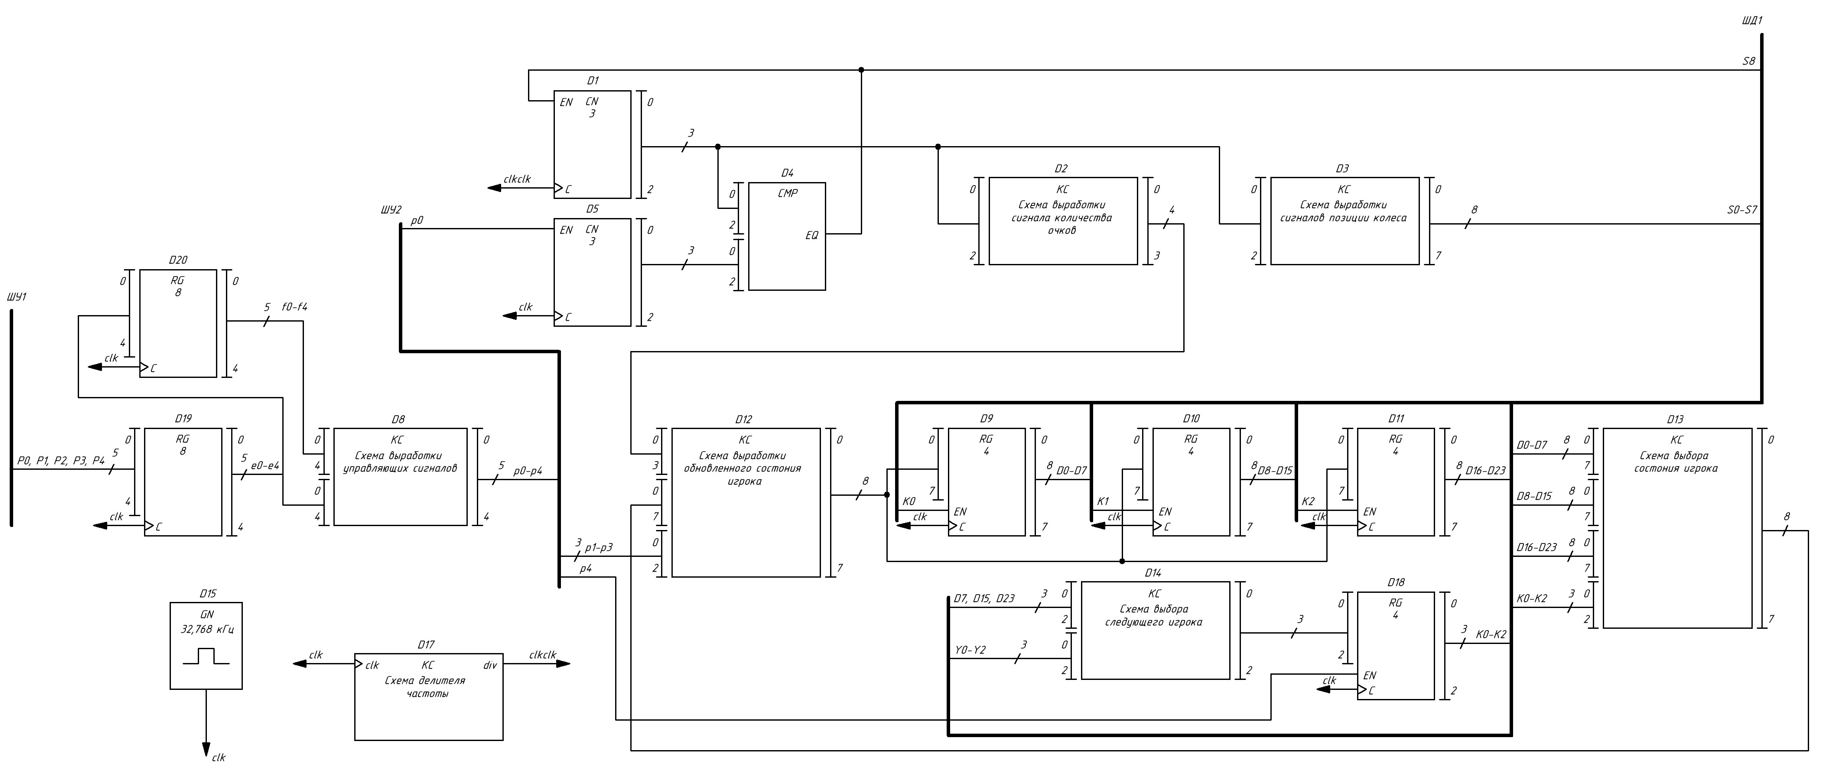 ШД1
S8
D1
EN CN
3
0
3
2
clkclk
C
D4
0
CMP
2
0
EQ
2
D2
0
КС
0
Схема выработки
сигнала количества
очков
4
2
3
D3
0
КС
0
Схема выработки
сигналов позиции колеса
8
2
7
S0-S7
ШУ2
p0
D5
EN CN
3
0
3
2
clk
C
D20
0
RG
8
0
5
f0-f4
4
clk
C
4
ШУ1
P0, P1, P2, P3, P4
5
D19
0
RG
8
0
5
e0-e4
4
clk
C
4
D8
0
КС
0
Схема выработки
управляющих сигналов
4
0
4
4
5
p0-p4
3
p1-p3
p4
D12
0
КС
0
Схема выработки
обновленного состония
игрока
3
0
7
0
2
7
8
D9
0
RG
4
0
8
D0-D7
7
K0
EN
clk
C
7
D10
0
RG
4
0
8
D8-D15
7
K1
EN
clk
C
7
D11
0
RG
4
0
8
D16-D23
7
K2
EN
clk
C
7
D13
D0-D7
8
0
КС
0
Схема выбора
состония игрока
7
D8-D15
8
0
7
D16-D23
8
0
7
K0-K2
3
0
2
7
8
D14
D7, D15, D23
3
0
КС
0
Схема выбора
следующего игрока
2
Y0-Y2
3
0
2
2
3
D18
0
RG
4
0
3
K0-K2
2
EN
clk
C
2
D15
GN
32,768 кГц
clk
D17
clk
clk
КС
div
clkclk
Схема делителя
частоты